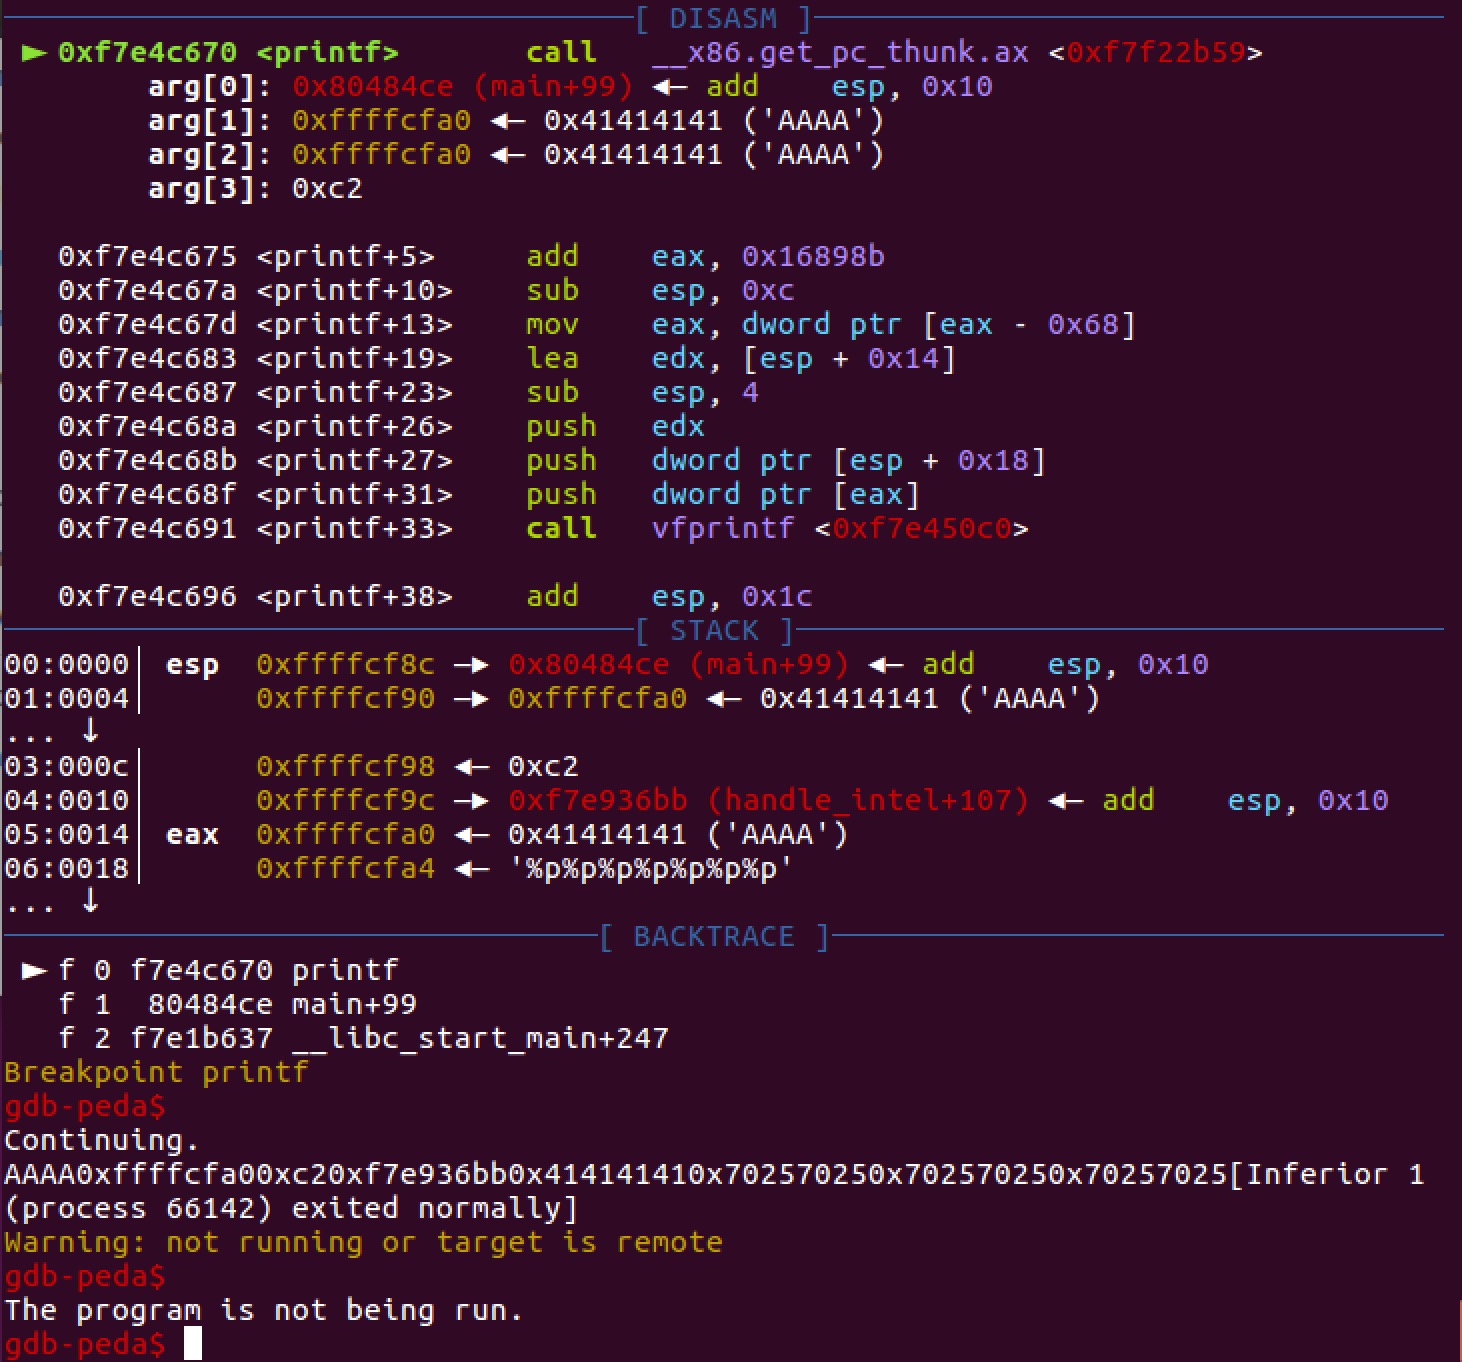 [ DISASM ]
► 0xf7e4c670 <printf>       call   __x86.get_pc_thunk.ax <0xf7f22b59>
        arg[0]: 0x80484ce (main+99) ◄— add    esp, 0x10
        arg[1]: 0xffffcfa0 ◄— 0x41414141 ('AAAA')
        arg[2]: 0xffffcfa0 ◄— 0x41414141 ('AAAA')
        arg[3]: 0xc2
   0xf7e4c675 <printf+5>     add    eax, 0x16898b
   0xf7e4c67a <printf+10>    sub    esp, 0xc
   0xf7e4c67d <printf+13>    mov    eax, dword ptr [eax - 0x68]
   0xf7e4c683 <printf+19>    lea    edx, [esp + 0x14]
   0xf7e4c687 <printf+23>    sub    esp, 4
   0xf7e4c68a <printf+26>    push   edx
   0xf7e4c68b <printf+27>    push   dword ptr [esp + 0x18]
   0xf7e4c68f <printf+31>    push   dword ptr [eax]
   0xf7e4c691 <printf+33>    call   vfprintf <0xf7e450c0>
   0xf7e4c696 <printf+38>    add    esp, 0x1c
[ STACK ]
00:0000│ esp  0xffffcf8c —► 0x80484ce (main+99) ◄— add    esp, 0x10
01:0004│      0xffffcf90 —► 0xffffcfa0 ◄— 0x41414141 ('AAAA')
... ↓
03:000c│      0xffffcf98 ◄— 0xc2
04:0010│      0xffffcf9c —► 0xf7e936bb (handle_intel+107) ◄— add    esp, 0x10
05:0014│ eax  0xffffcfa0 ◄— 0x41414141 ('AAAA')
06:0018│      0xffffcfa4 ◄— '%p%p%p%p%p%p%p'
... ↓
[ BACKTRACE ]
► f 0 f7e4c670 printf
   f 1  80484ce main+99
   f 2 f7e1b637 __libc_start_main+247
Breakpoint printf
gdb-peda$
Continuing.
AAAA0xffffcfa00xc20xf7e936bb0x414141410x702570250x702570250x70257025[Inferior 1
(process 66142) exited normally]
Warning: not running or target is remote
gdb-peda$
The program is not being run.
gdb-peda$